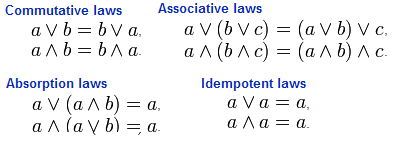 Commutative laws
a ∨ b = b ∨ a,
a ∧ b = b ∧ a.
Associative laws
a ∨ (b ∨ c) = (a ∨ b) ∨ c,
a ∧ (b ∧ c) = (a ∧ b) ∧ c.
Absorption laws
a ∨ (a ∧ b) = a,
a ∧ (a ∨ b) = a.
Idempotent laws
a ∨ a = a,
a ∧ a = a.